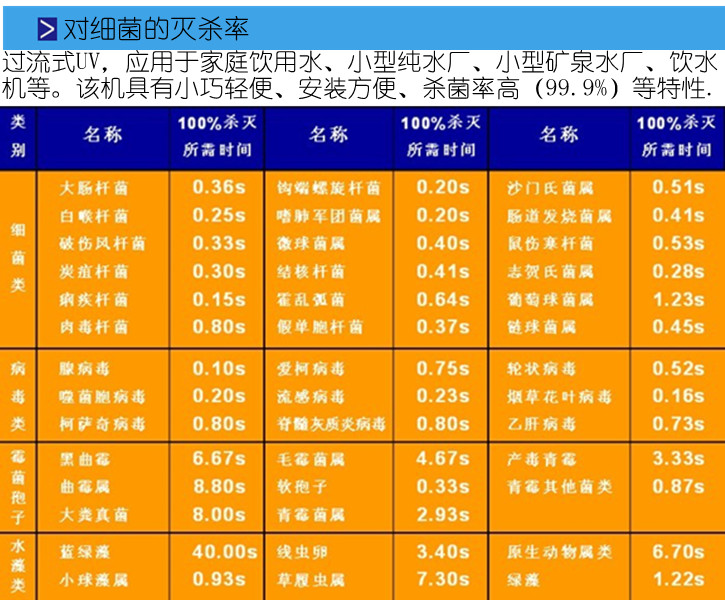 对细菌的灭杀率
过流式UV, 应用于家庭饮用水、小型纯水厂、小型矿泉水厂、饮水
机等。该机具有小巧轻便、安装方便、杀菌率高（99.9%）等特性.
类别 名称 100%杀灭所需时间 名称 100%杀灭所需时间 名称 100%杀灭所需时间
细菌类
大肠杆菌 0.36s 钩端螺旋杆菌 0.20s 沙门氏菌属 0.51s
白喉杆菌 0.25s 嗜肺军团菌属 0.20s 肠道发烧菌属 0.41s
破伤风杆菌 0.33s 微球菌属 0.40s 鼠伤寒杆菌 0.53s
炭疽杆菌 0.30s 结核杆菌 0.41s 志贺氏菌属 0.28s
痢疾杆菌 0.15s 霍乱弧菌 0.64s 葡萄球菌属 1.23s
肉毒杆菌 0.80s 假单胞杆菌 0.37s 链球菌属 0.45s
病毒类
腺病毒 0.10s 爱柯病毒 0.75s 轮状病毒 0.52s
噬菌胞病毒 0.20s 流感病毒 0.23s 烟草花叶病毒 0.16s
柯萨奇病毒 0.80s 脊髓灰质炎病毒 0.80s 乙肝病毒 0.73s
霉菌孢子
黑曲霉 6.67s 毛霉菌属 4.67s 产毒青霉 3.33s
曲霉属 8.80s 软孢子 0.33s 青霉其他菌类 0.87s
大粪真菌 8.00s 青霉菌属 2.93s
水藻类
蓝绿藻 40.00s 线虫卵 3.40s 原生动物属类 6.70s
小球藻属 0.93s 草履虫属 7.30s 绿藻 1.22s